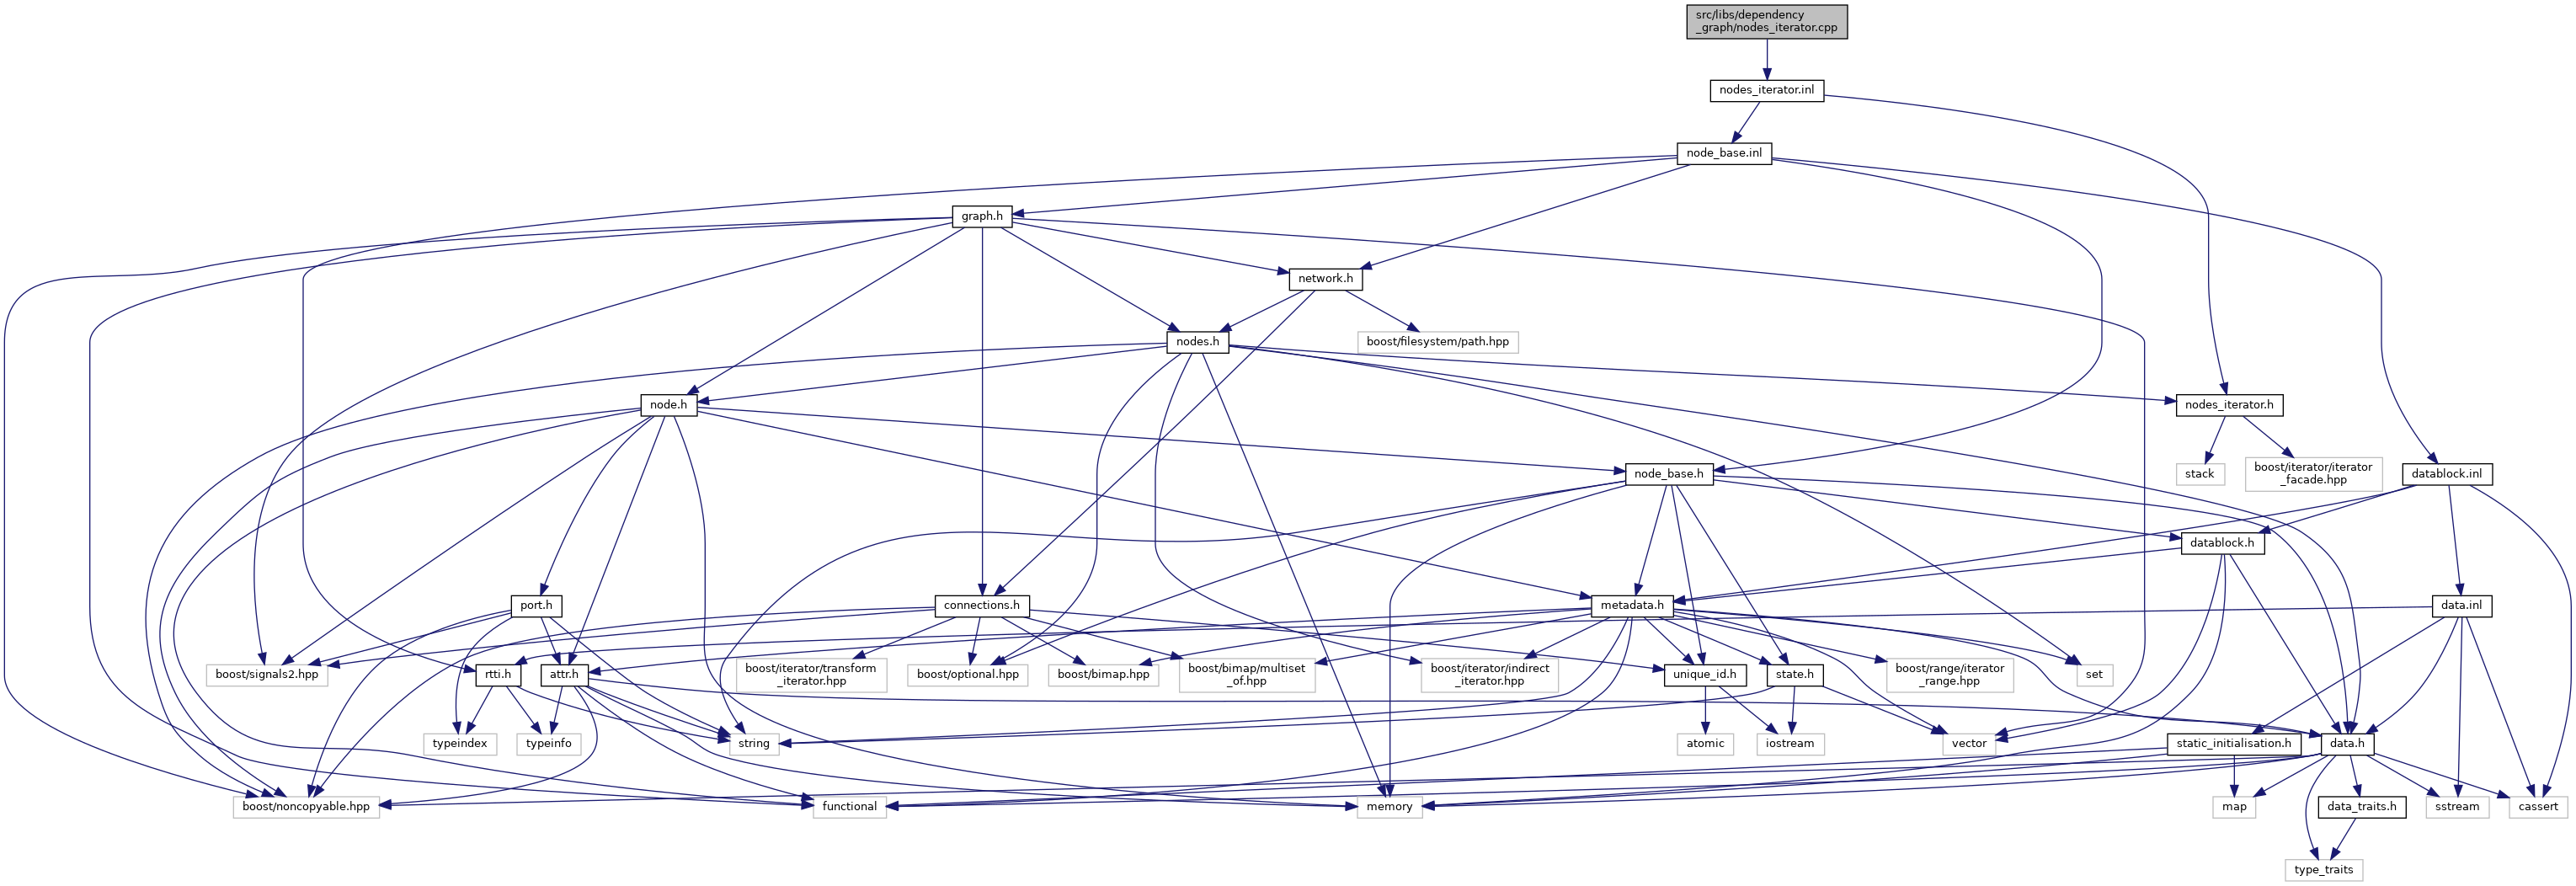 src/libs/dependency
_graph/nodes_iterator.cpp
nodes_iterator.inl
node_base.inl
graph.h
network.h
nodes.h
boost/filesystem/path.hpp
node.h
nodes_iterator.h
node_base.h
stack
boost/iterator/iterator
_facade.hpp
datablock.inl
datablock.h
port.h
connections.h
metadata.h
data.inl
boost/signals2.hpp
rtti.h
attr.h
boost/iterator/transform
_iterator.hpp
boost/optional.hpp
boost/bimap.hpp
boost/bimap/multiset
_of.hpp
boost/iterator/indirect
_iterator.hpp
unique_id.h
state.h
boost/range/iterator
_range.hpp
set
typeindex
typeinfo
string
atomic
iostream
vector
static_initialisation.h
data.h
boost/noncopyable.hpp
functional
memory
map
data_traits.h
sstream
cassert
type_traits